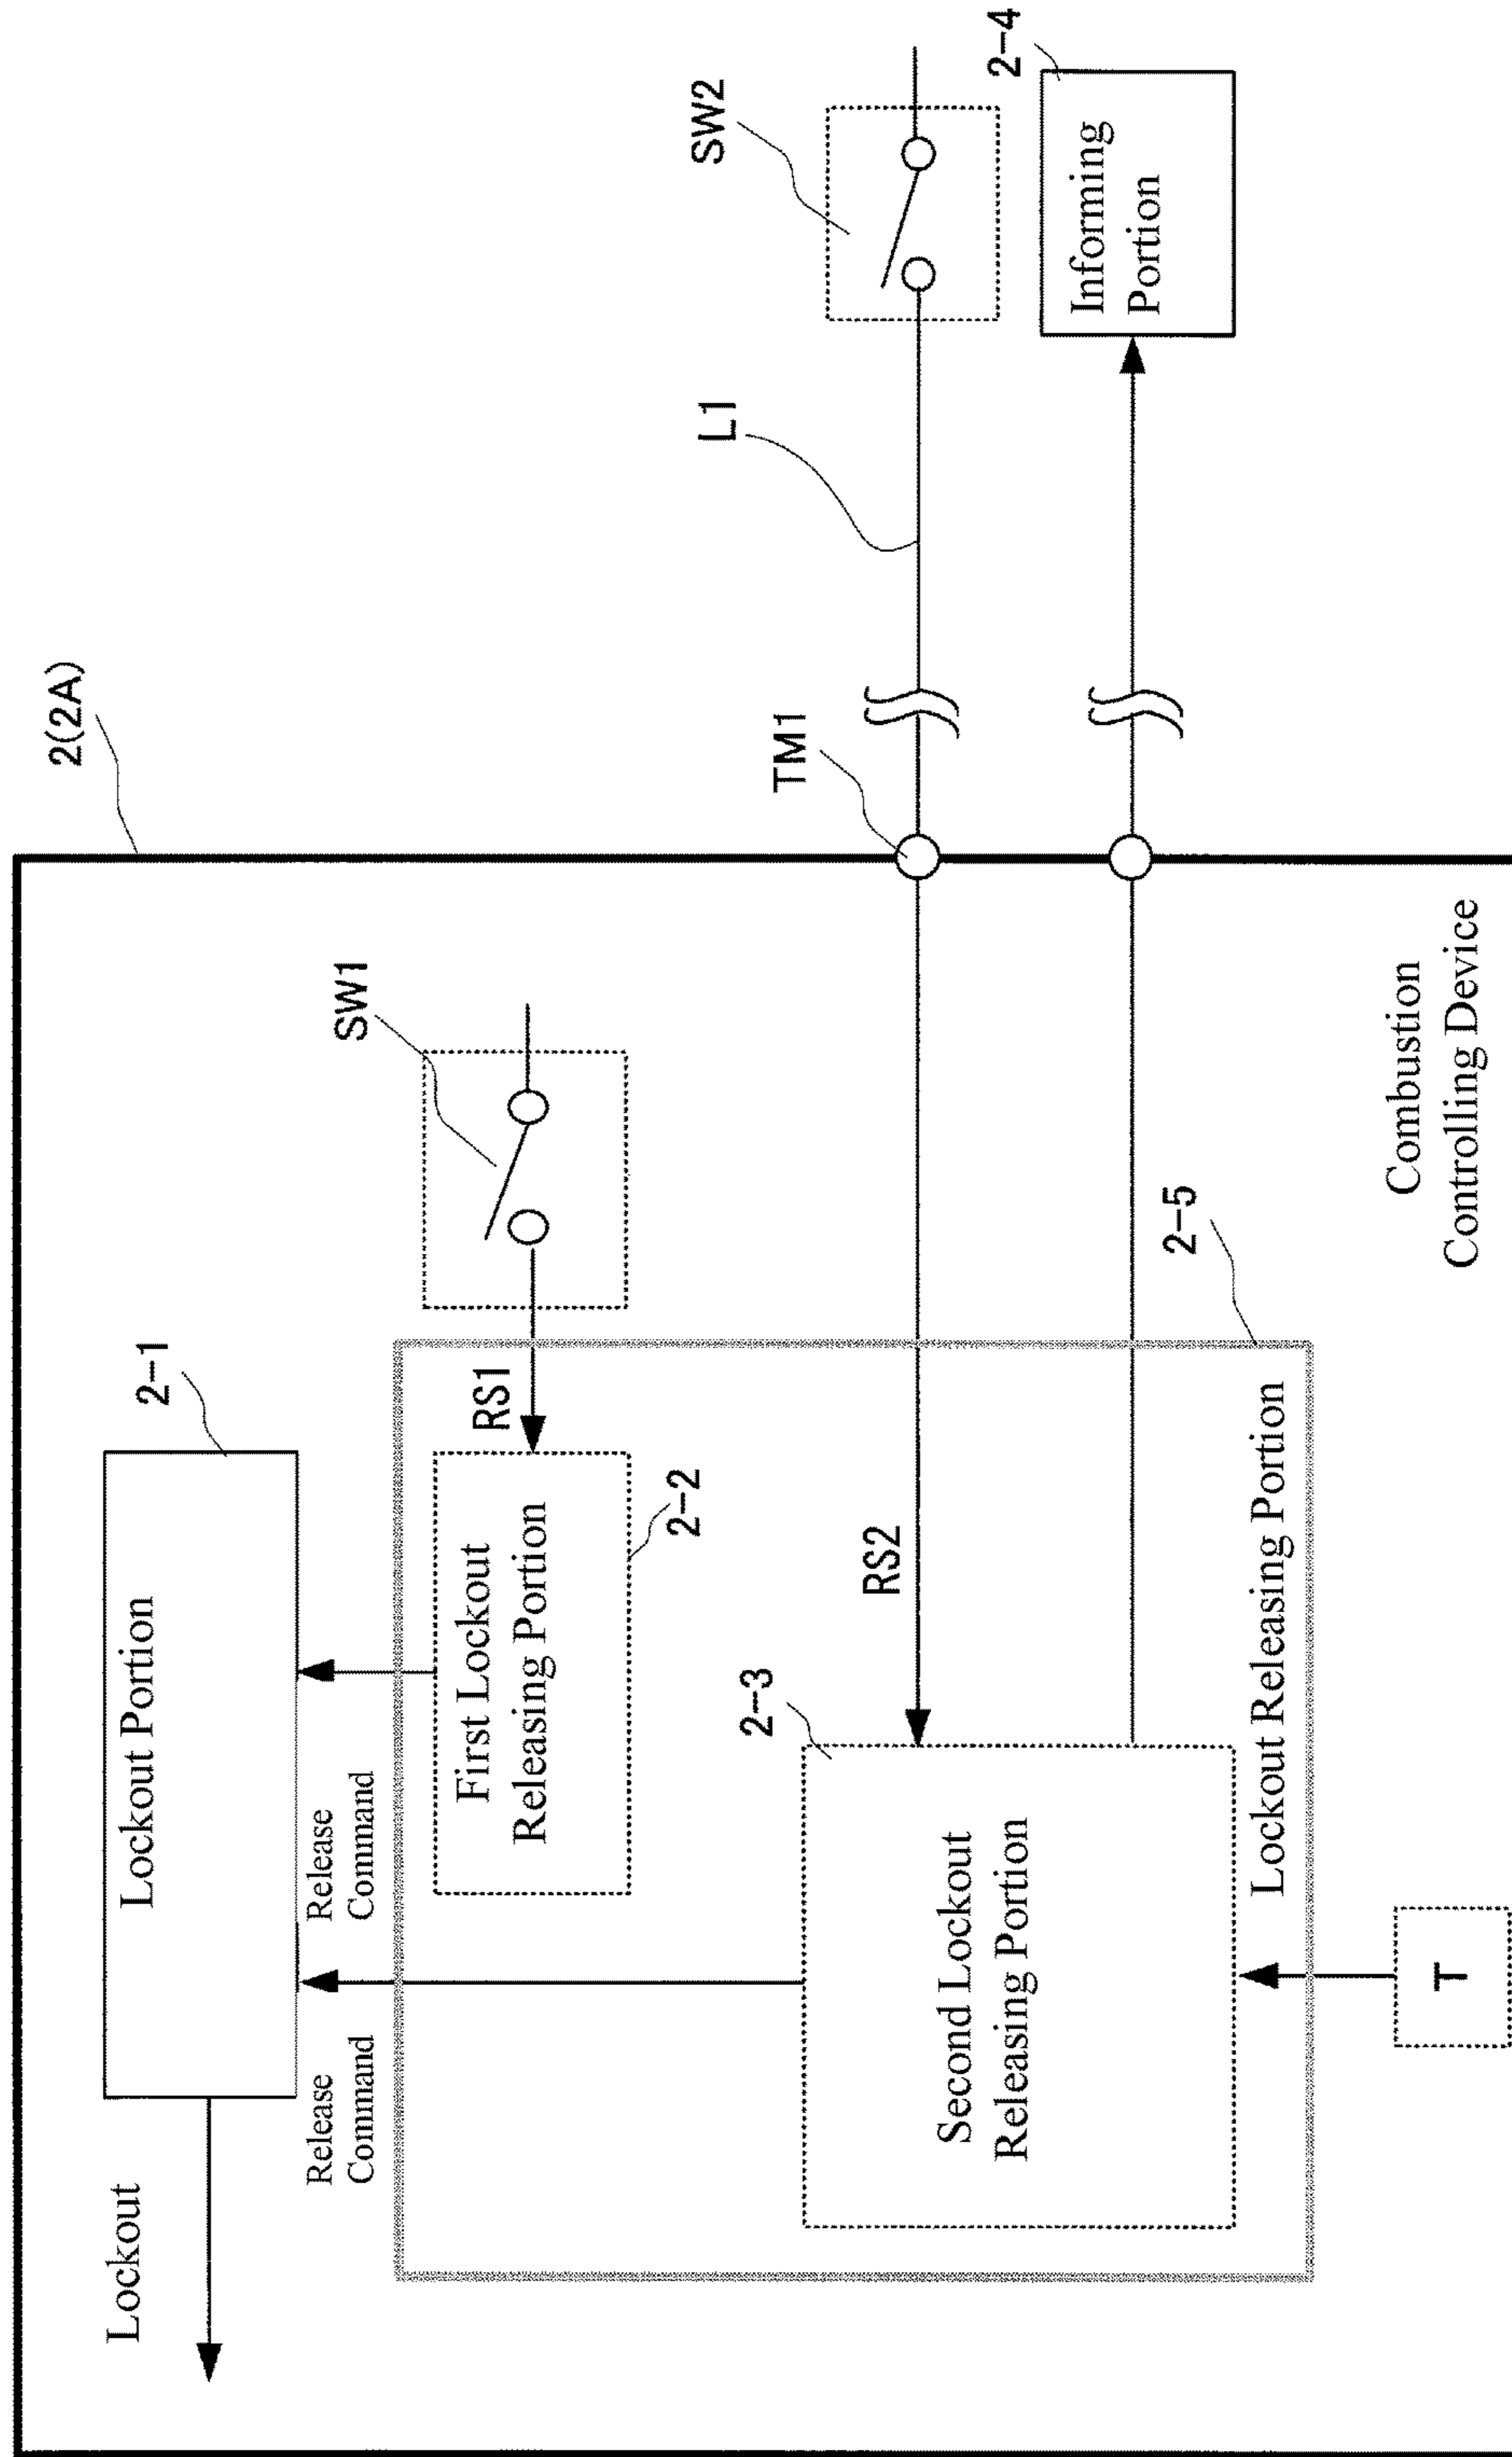 Lockout
Lockout Portion
2-1
Release
Command
Release
Command
First Lockout
Releasing Portion
2-2
RS1
SW1
2(2A)
Second Lockout
Releasing Portion
2-3
RS2
TM1
L1
SW2
Informing
Portion
2-4
Lockout Releasing Portion
2-5
T
Combustion
Controlling Device